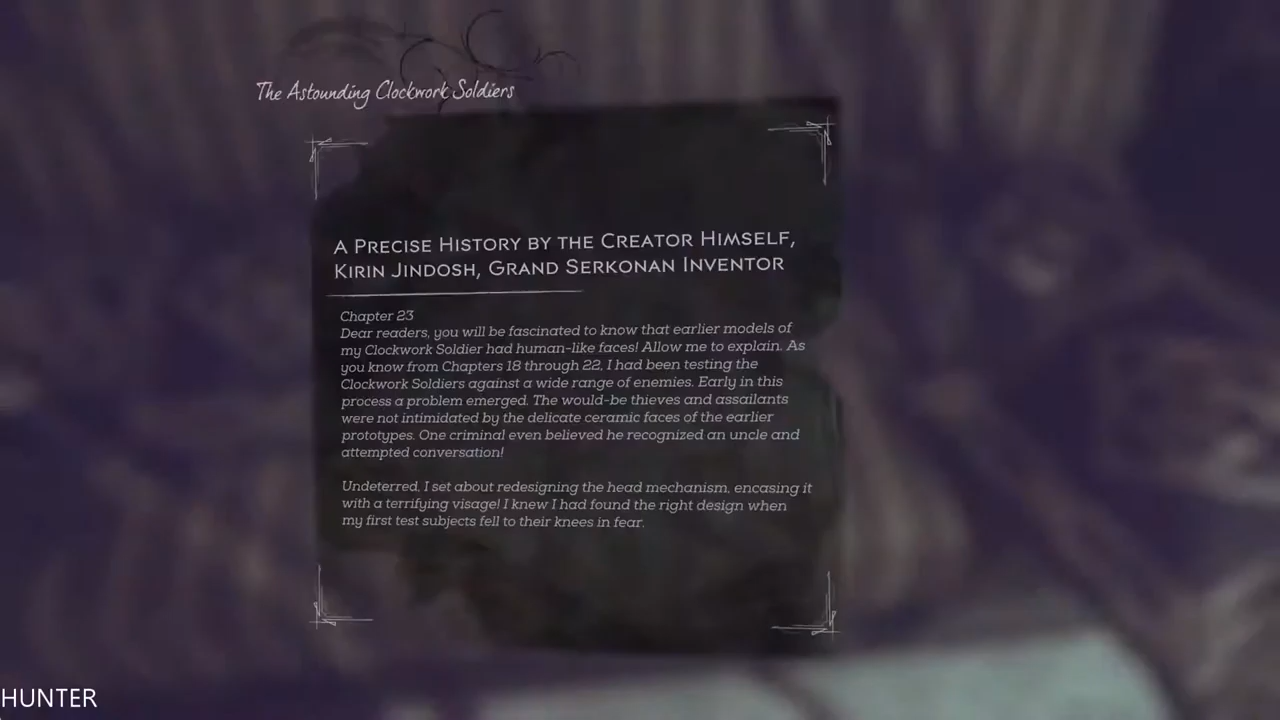 The Astounding Clockwork Soldiers
A Precise History by the Creator Himself,
Kirin Jindosh, Grand Serkonan Inventor
Chapter 23
Dear readers, you will be fascinated to know that earlier models of
my Clockwork Soldier had human-like faces! Allow me to explain. As
you know from Chapters 18 through 22, I had been testing the
Clockwork Soldiers against a wide range of enemies. Early in this
process a problem emerged. The would-be thieves and assailants
were not intimidated by the delicate ceramic faces of the earlier
prototypes. One criminal even believed he recognized an uncle and
attempted conversation!
Undeterred, I set about redesigning the head mechanism, encasing it
with a terrifying visage! I knew I had found the right design when
my first test subjects fell to their knees in fear.
HUNTER